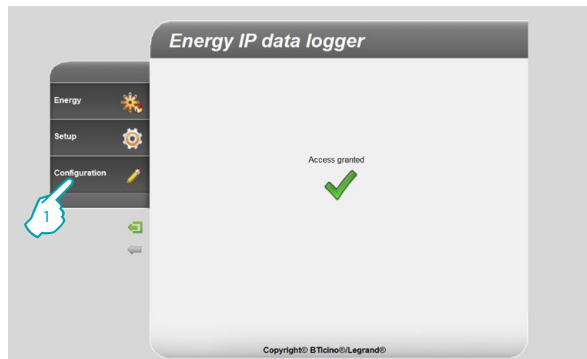 Energy IP data logger
Energy
Setup
Configuration
1
Access granted
Copyright© BTicino®/Legrand®